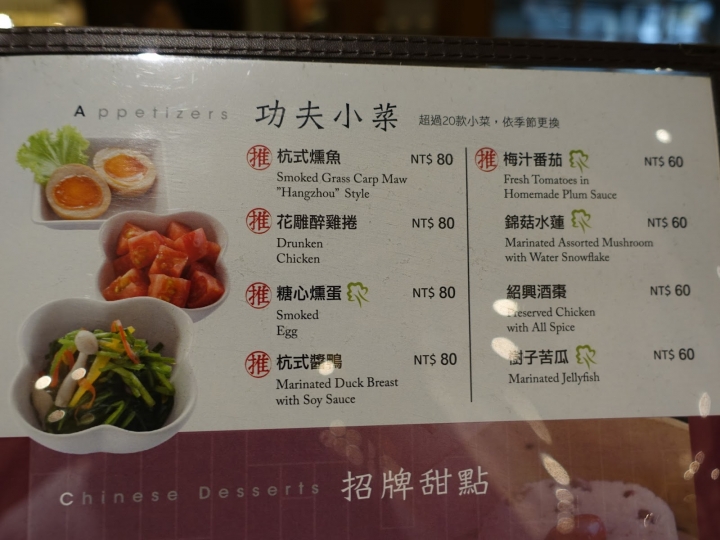 Appetizers 功夫小菜 超過20款小菜，依季節更換
推 杭式燻魚 NT$ 80
Smoked Grass Carp Maw
"Hangzhou" Style
推 花雕醉雞捲 NT$ 80
Drunken
Chicken
推 糖心燻蛋 NT$ 80
Smoked
Egg
推 杭式醬鴨 NT$ 80
Marinated Duck Breast
with Soy Sauce
推 梅汁番茄 NT$ 60
Fresh Tomatoes in
Homemade Plum Sauce
錦菇水蓮 NT$ 60
Marinated Assorted Mushroom
with Water Snowflake
紹興酒棗 NT$ 60
Preserved Chicken
with All Spice
樹子苦瓜 NT$ 60
Marinated Jellyfish
Chinese Desserts 招牌甜點